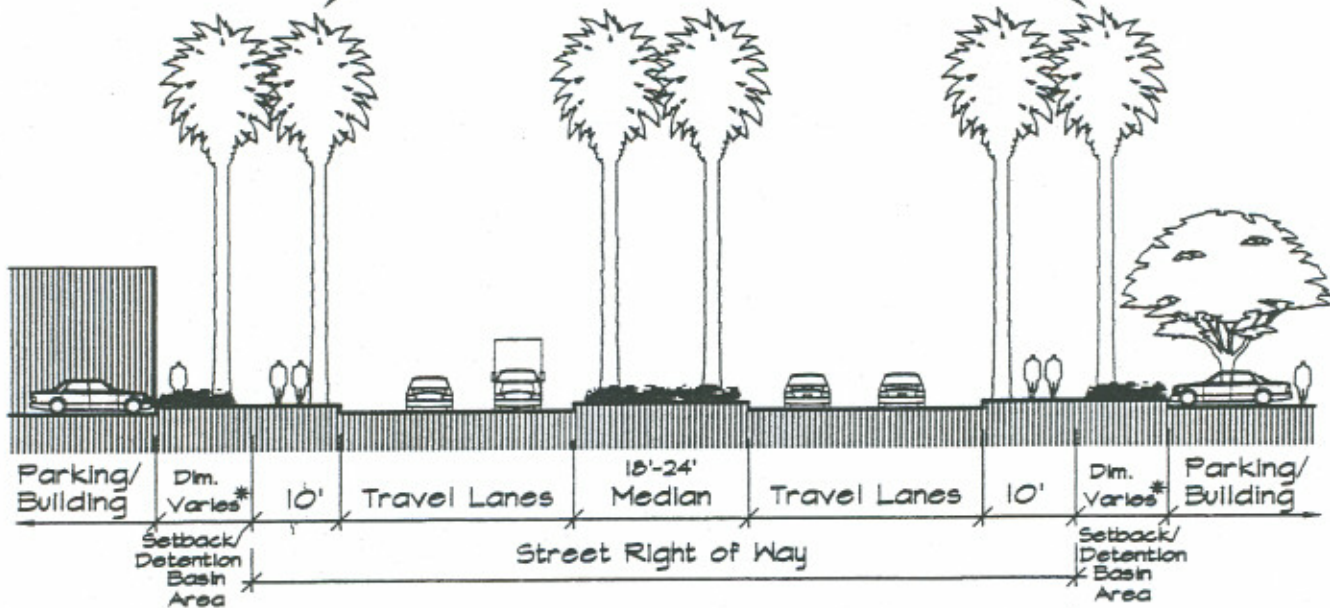 Parking/
Building
Dim.
Varies*
10'
Travel Lanes
18'-24'
Median
Travel Lanes
10'
Dim.
Varies*
Parking/
Building
Setback/
Detention
Basin
Area
Street Right of Way
Setback/
Detention
Basin
Area